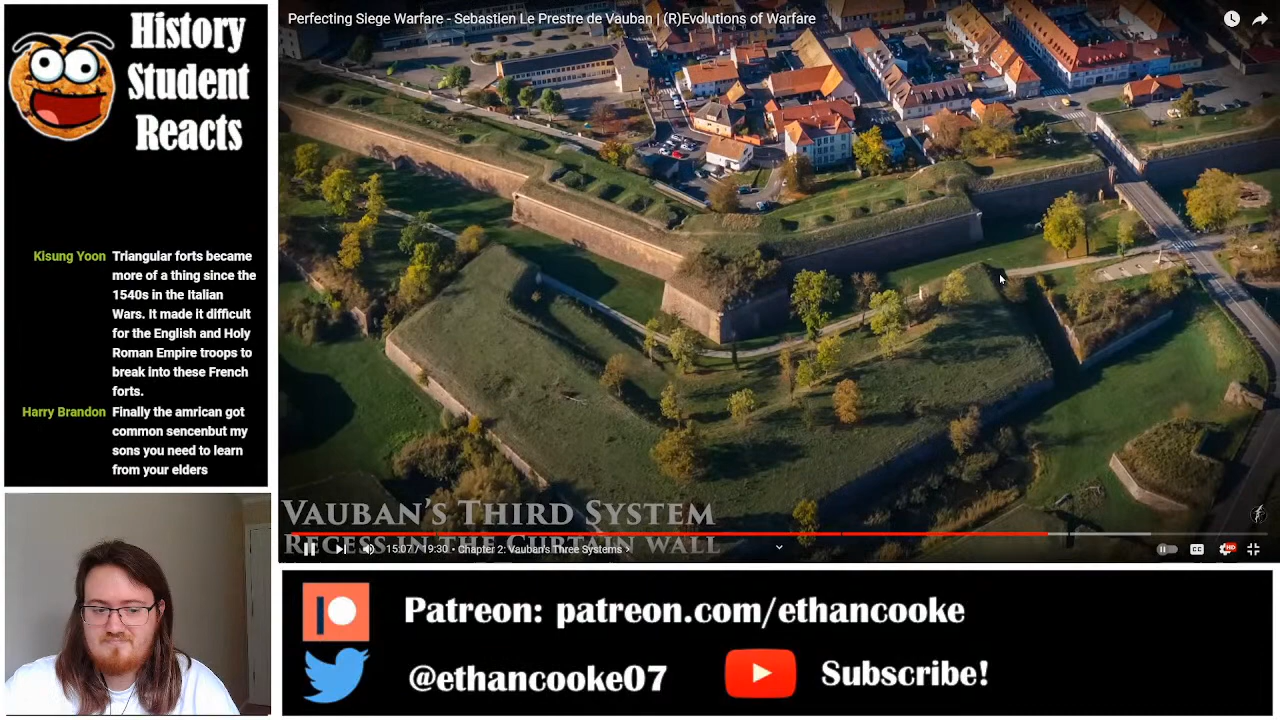 History
Student
Reacts
Perfecting Siege Warfare - Sebastien Le Prestre de Vauban | (R)Evolutions of Warfare
Kisung Yoon Triangular forts became
more of a thing since the
1540s in the Italian
Wars. It made it difficult
for the English and Holy
Roman Empire troops to
break into these French
forts.
Harry Brandon Finally the amrican got
common sencenbut my
sons you need to learn
from your elders
Vauban's Third System
Recess in the Curtain wall
15:07 / 19:30 • Chapter 2: Vauban's Three Systems >
CC
HD
Patreon: patreon.com/ethancooke
@ethancooke07
Subscribe!